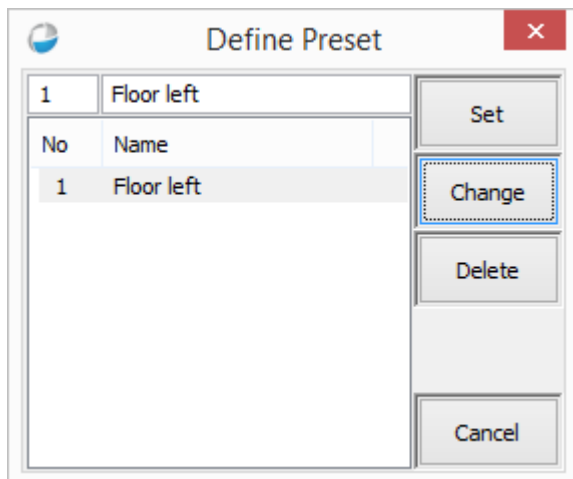 Define Preset
1 Floor left
Set
No Name
1 Floor left
Change
Delete
Cancel